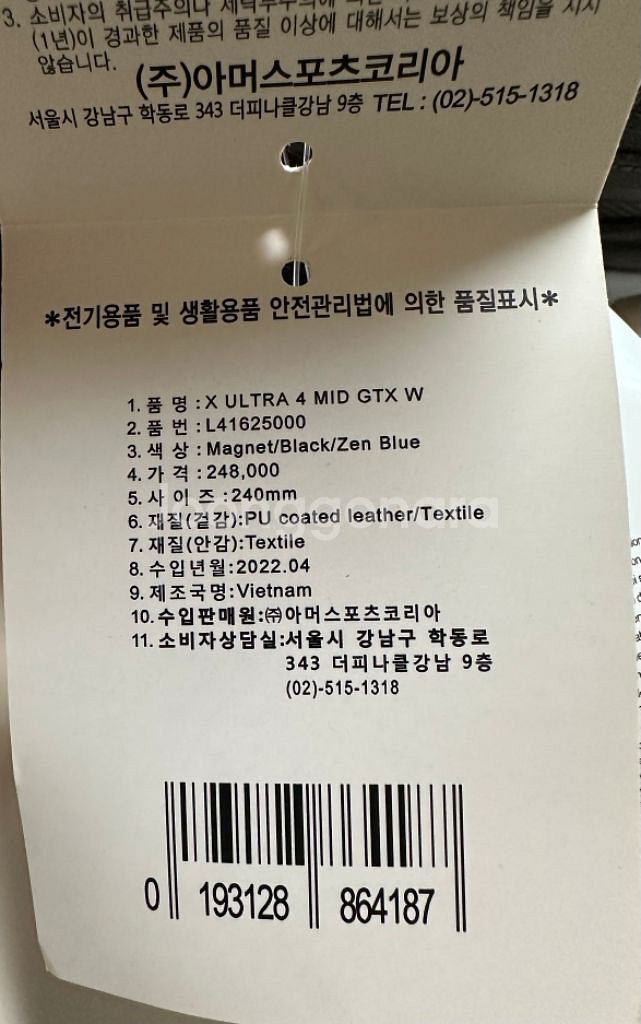 3. 소비자의 취급주의나 세탁부주의에
(1년)이 경과한 제품의 품질 이상에 대해서는 보상의 책임을 지지
않습니다.
(주)아머스포츠코리아
서울시 강남구 학동로 343 더피나클강남 9층 TEL : (02)-515-1318
*전기용품 및 생활용품 안전관리법에 의한 품질표시*
1. 품 명 : X ULTRA 4 MID GTX W
2. 품 번 : L41625000
3. 색 상 : Magnet/Black/Zen Blue
4. 가 격 : 248,000
5. 사 이 즈 : 240mm
6. 재질(겉감):PU coated leather/Textile
7. 재질(안감):Textile
8. 수입년월:2022.04
9. 제조국명:Vietnam
10. 수입판매원:㈜아머스포츠코리아
11. 소비자상담실:서울시 강남구 학동로
343 더피나클강남 9층
(02)-515-1318
0 193128 864187